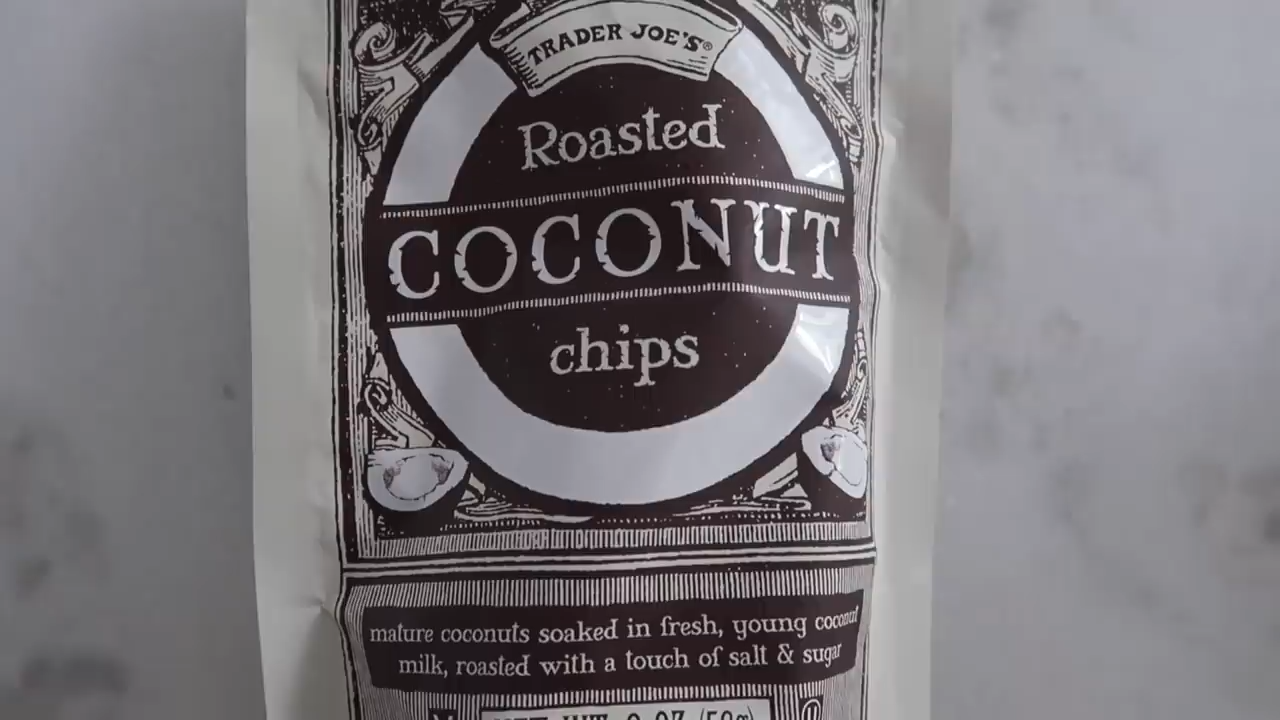 TRADER JOE'S®
Roasted
COCONUT
chips
mature coconuts soaked in fresh, young coconut
milk, roasted with a touch of salt & sugar